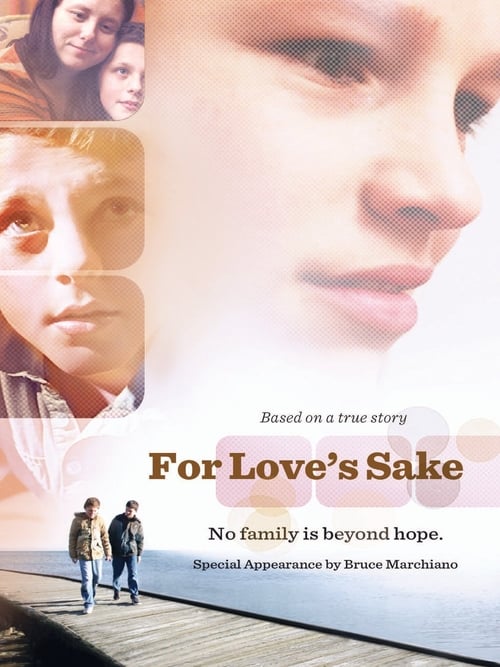 Based on a true story
For Love's Sake
No family is beyond hope.
Special Appearance by Bruce Marchiano